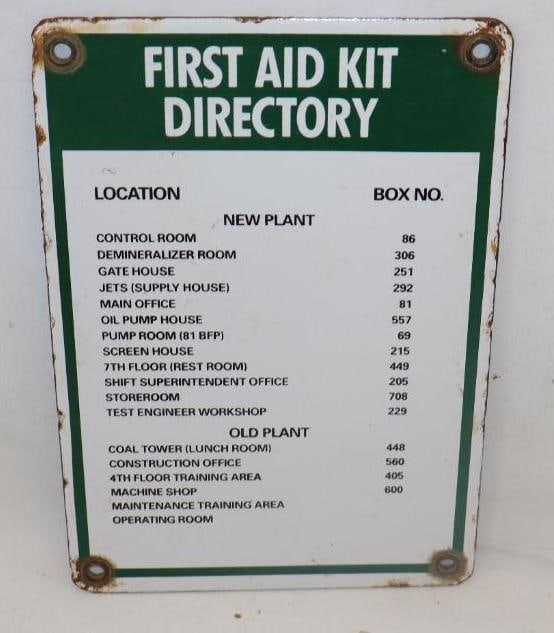 FIRST AID KIT
DIRECTORY
LOCATION BOX NO.
NEW PLANT
CONTROL ROOM 86
DEMINERALIZER ROOM 306
GATE HOUSE 251
JETS (SUPPLY HOUSE) 292
MAIN OFFICE 81
OIL PUMP HOUSE 557
PUMP ROOM (81 BFP) 69
SCREEN HOUSE 215
7TH FLOOR (REST ROOM) 449
SHIFT SUPERINTENDENT OFFICE 205
STOREROOM 708
TEST ENGINEER WORKSHOP 229
OLD PLANT
COAL TOWER (LUNCH ROOM) 448
CONSTRUCTION OFFICE 560
4TH FLOOR TRAINING AREA 405
MACHINE SHOP 600
MAINTENANCE TRAINING AREA
OPERATING ROOM